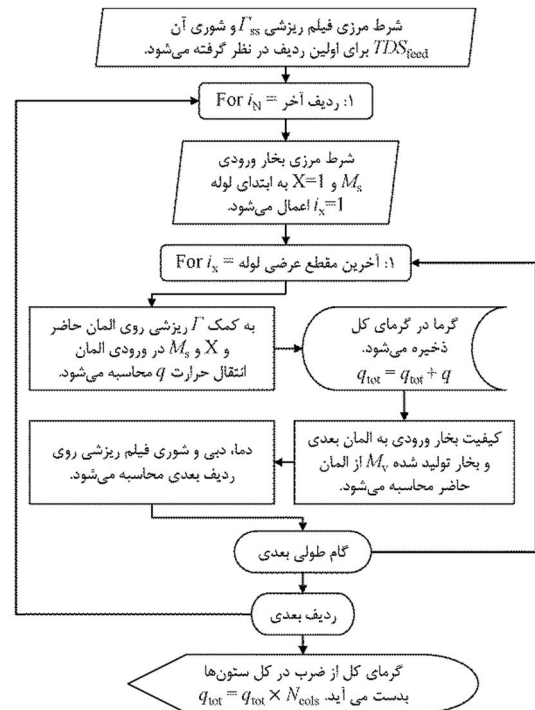 شرط مرزی فیلم ریزشی Γss و شوری آن
TDSfeed برای اولین ردیف در نظر گرفته می‌شود.
For iN = ردیف آخر :۱
شرط مرزی بخار ورودی
Ms و X=1 به ابتدای لوله
ix=1 اعمال می‌شود.
For ix = آخرین مقطع عرضی لوله :۱
به کمک Γ ریزشی روی المان حاضر
و X و Ms در ورودی المان
انتقال حرارت q محاسبه می‌شود.
گرما در گرمای کل
ذخیره می‌شود.
qtot = qtot + q
کیفیت بخار ورودی به المان بعدی
و بخار تولید شده Mv از المان
حاضر محاسبه می‌شود.
دما، دبی و شوری فیلم ریزشی روی
ردیف بعدی محاسبه می‌شود.
گام طولی بعدی
ردیف بعدی
گرمای کل از ضرب در کل ستون‌ها
بدست می آید. qtot = qtot × Ncols